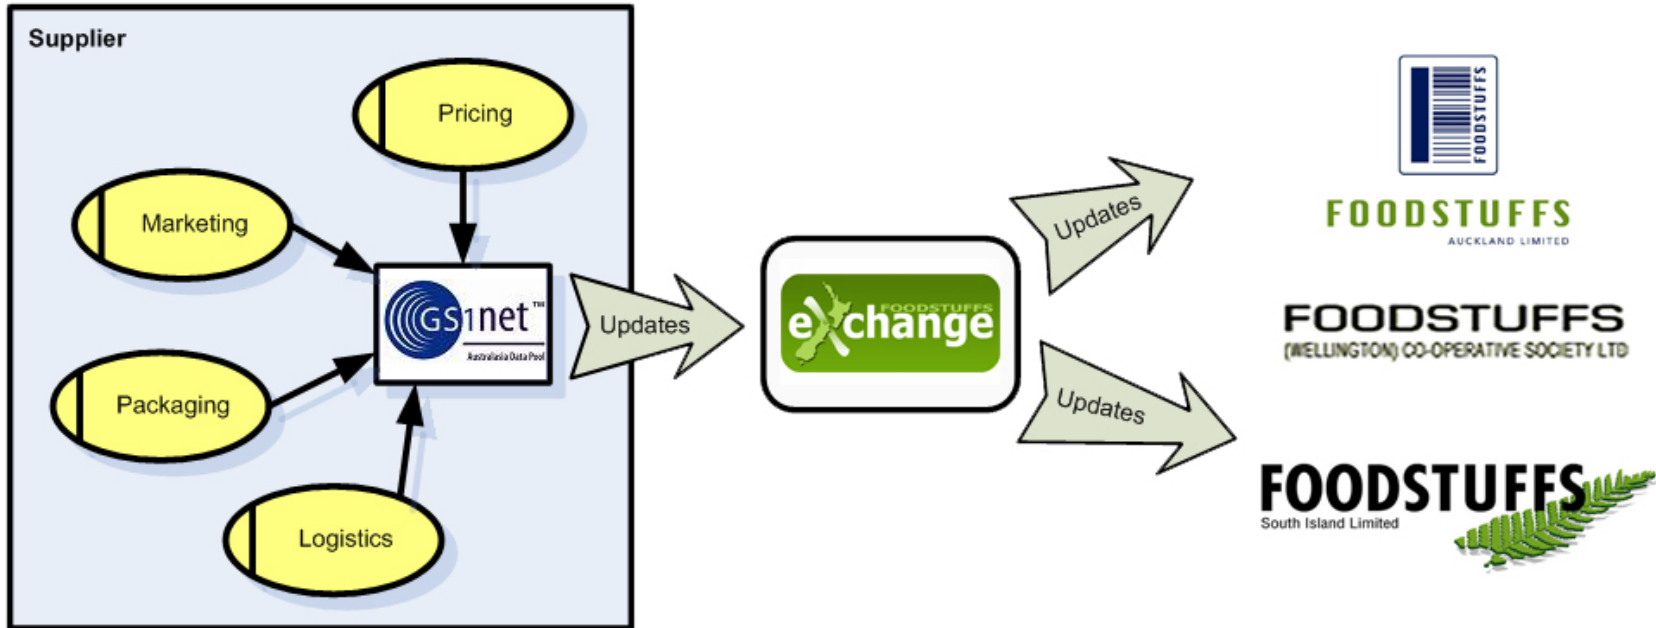 Supplier
Pricing
Marketing
GS1net™
Australasia Data Pool
Packaging
Logistics
Updates
FOODSTUFFS
eXchange
Updates
Updates
FOODSTUFFS
FOODSTUFFS
AUCKLAND LIMITED
FOODSTUFFS
(WELLINGTON) CO-OPERATIVE SOCIETY LTD
FOODSTUFFS
South Island Limited